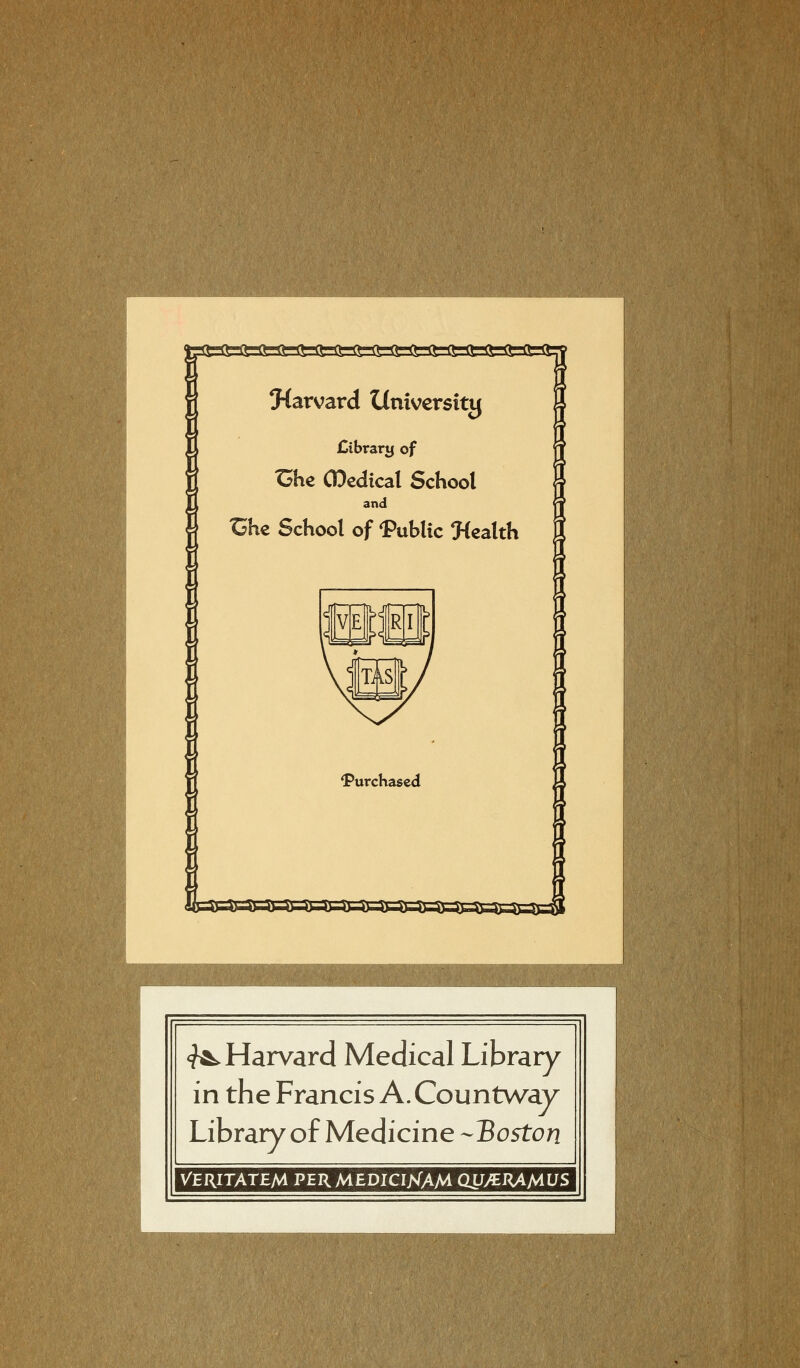 Harvard University
Library of
The Medical School
and
The School of Public Health
VE RI
TAS
Purchased
Harvard Medical Library
in the Francis A. Countway
Library of Medicine ~ Boston
VERITATEM PER MEDICINAM QUÆRAMUS